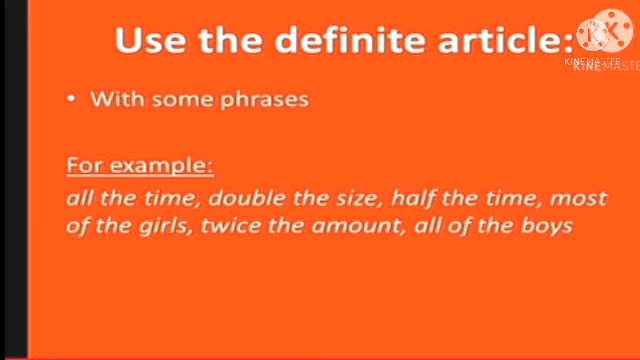 Use the definite article:
KINEMASTER
KINEMASTER
• With some phrases
For example:
all the time, double the size, half the time, most
of the girls, twice the amount, all of the boys